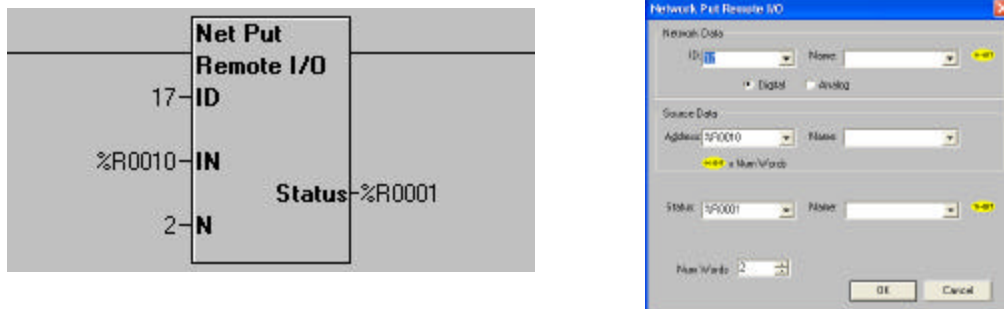 Net Put
Remote I/O
17 ID
%R0010 IN
Status %R0001
2 N
Network Put Remote I/O
Network Data
ID: 17 Name:
Digital Analog
Source Data
Address: %R0010 Name:
x Num Words
Status: %R0001 Name:
Num Words 2
OK Cancel